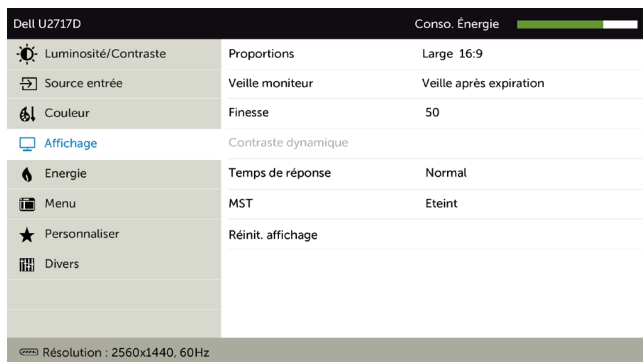 Dell U2717D Conso. Énergie
Luminosité/Contraste Proportions Large 16:9
Source entrée Veille moniteur Veille après expiration
Couleur Finesse 50
Affichage Contraste dynamique
Energie Temps de réponse Normal
Menu MST Eteint
Personnaliser Réinit. affichage
Divers
Résolution : 2560x1440, 60Hz